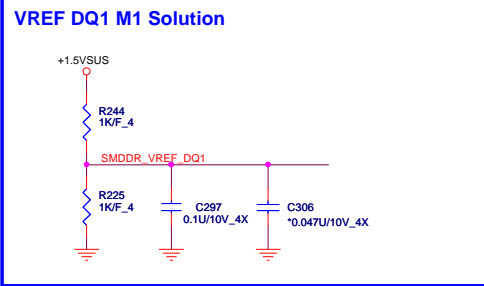 VREF DQ1 M1 Solution
+1.5VSUS
R244
1K/F_4
SMDDR_VREF_DQ1
R225
1K/F_4
C297
0.1U/10V_4X
C306
*0.047U/10V_4X